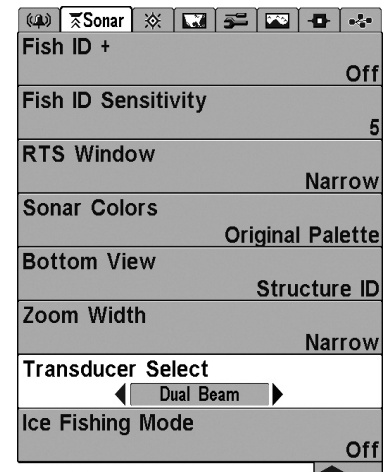 Sonar
Fish ID +
Off
Fish ID Sensitivity
5
RTS Window
Narrow
Sonar Colors
Original Palette
Bottom View
Structure ID
Zoom Width
Narrow
Transducer Select
Dual Beam
Ice Fishing Mode
Off